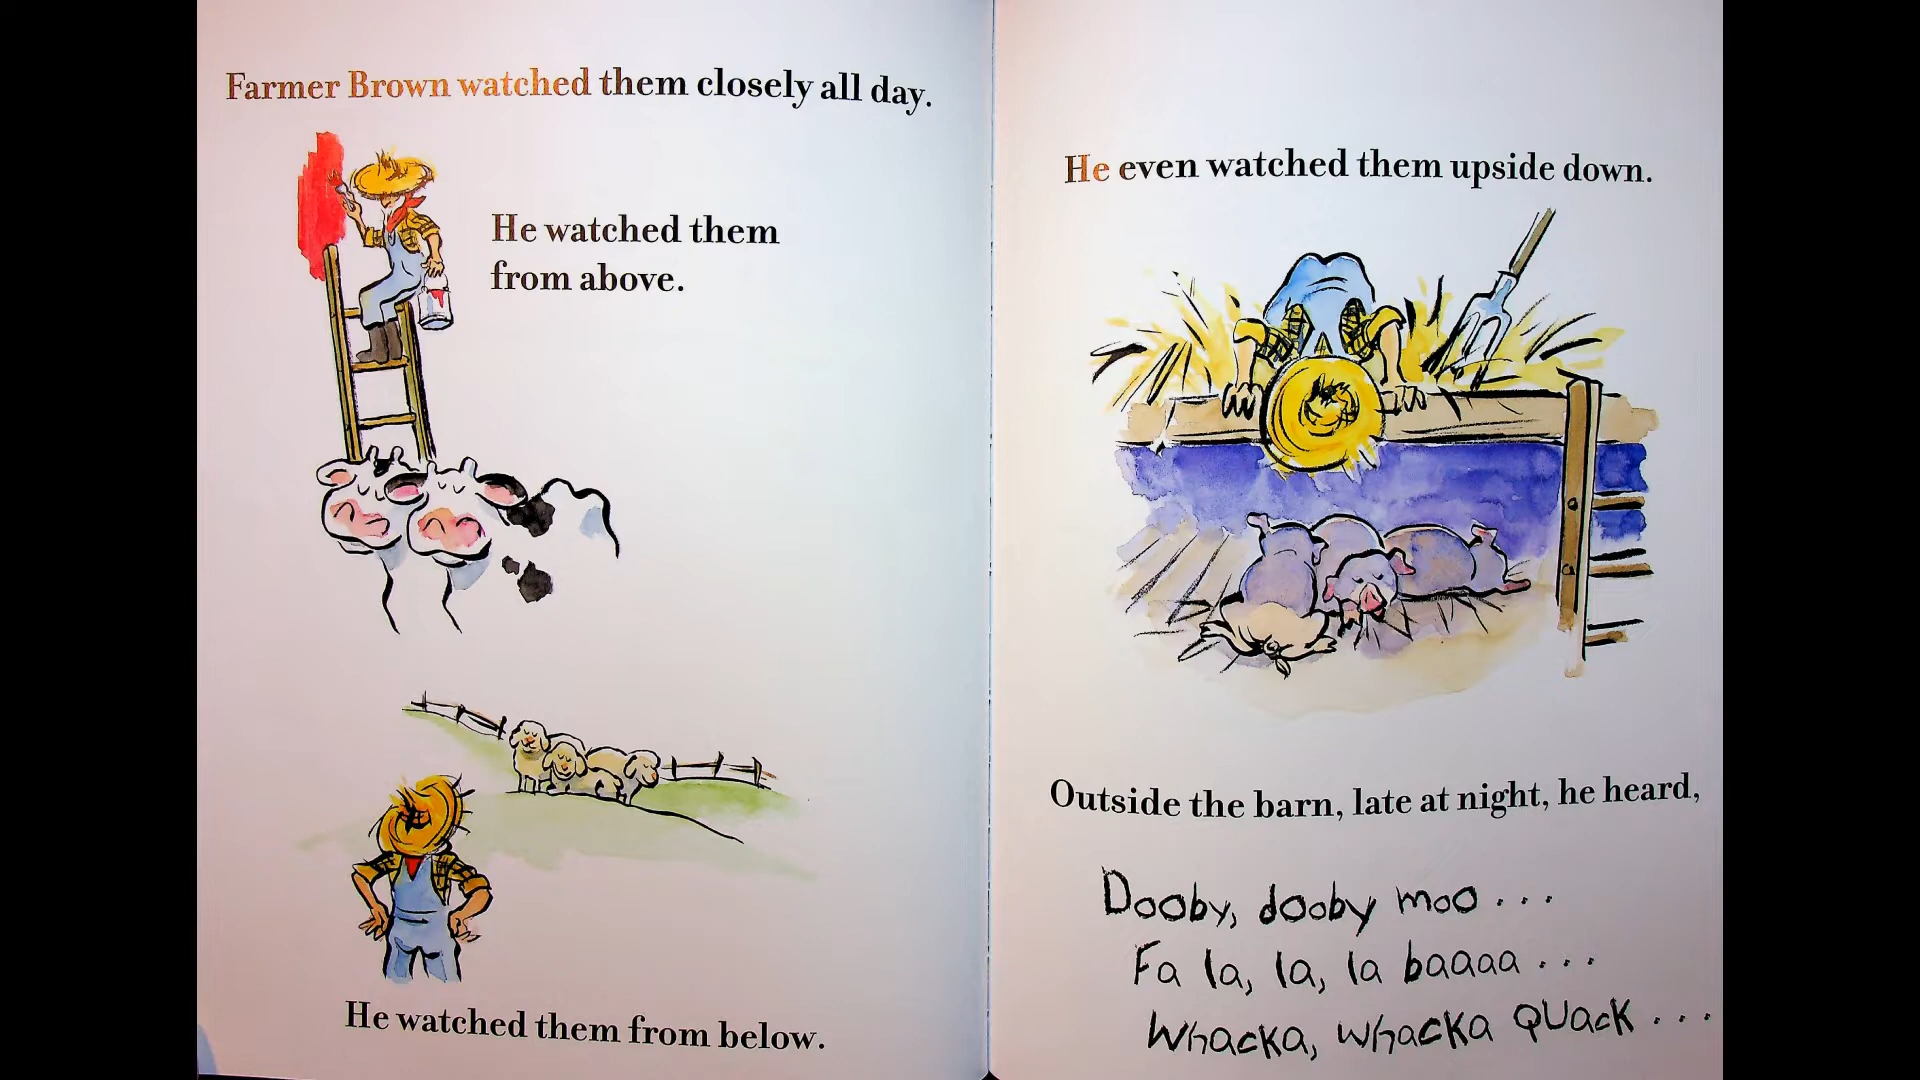 Farmer Brown watched them closely all day.
He watched them
from above.
He watched them from below.
He even watched them upside down.
Outside the barn, late at night, he heard,
Dooby, dooby moo . . .
Fa la, la, la baaaa . . .
Whacka, whacka QUack . . .